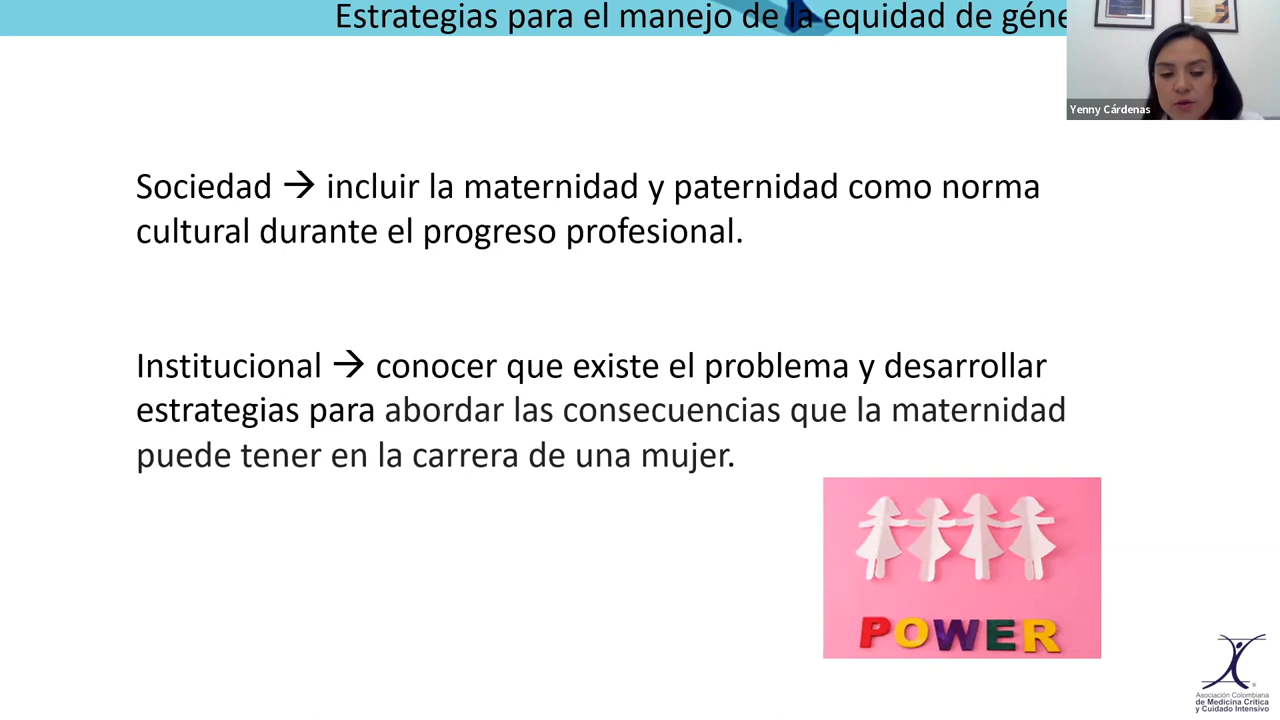 Estrategias para el manejo de la equidad de géne
Yenny Cárdenas
Sociedad → incluir la maternidad y paternidad como norma
cultural durante el progreso profesional.
Institucional → conocer que existe el problema y desarrollar
estrategias para abordar las consecuencias que la maternidad
puede tener en la carrera de una mujer.
POWER
Asociación Colombiana
de Medicina Crítica
y Cuidado Intensivo